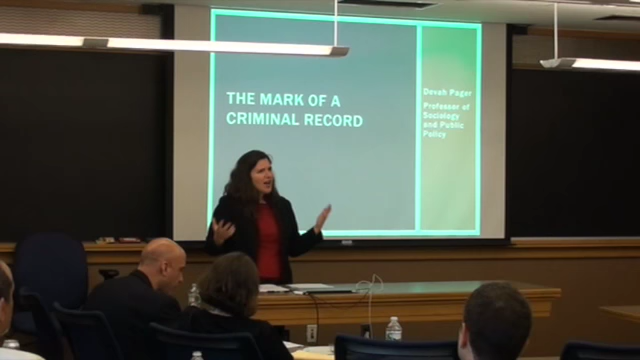 THE MARK OF A
CRIMINAL RECORD
Devah Pager
Professor of
Sociology
and Public
Policy